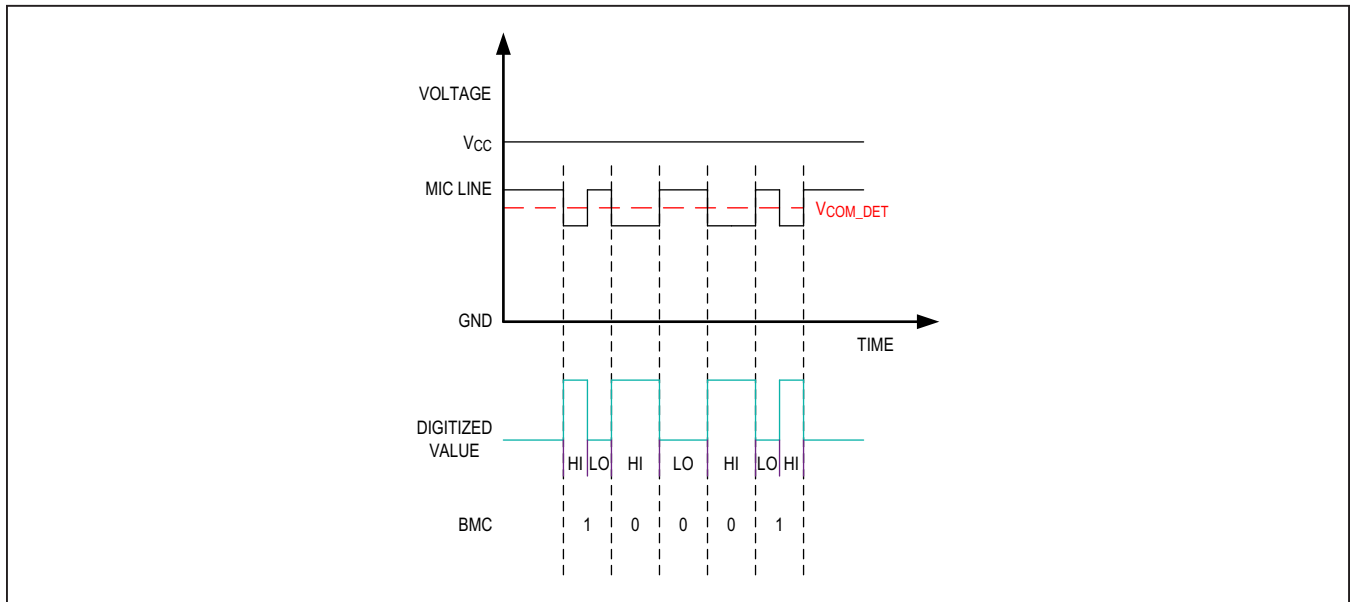 VOLTAGE
VCC
MIC LINE
VCOM_DET
GND
TIME
DIGITIZED
VALUE
HI LO HI LO HI LO HI
BMC 1 0 0 0 1